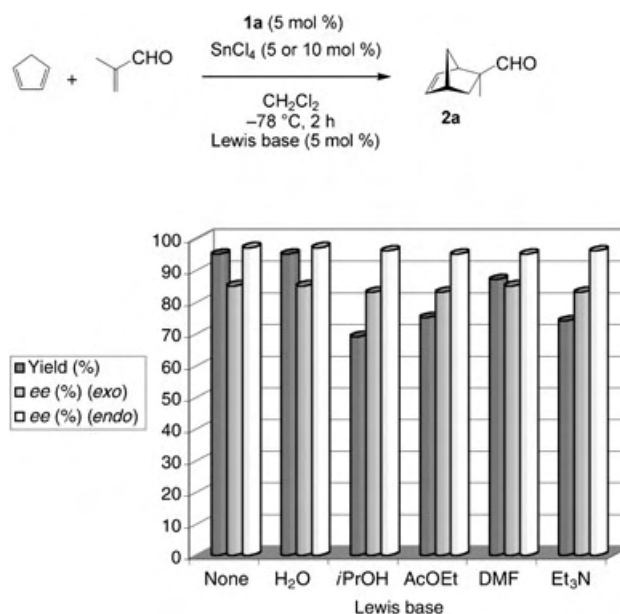 1a (5 mol %)
SnCl₄ (5 or 10 mol %)
CHO
+
CHO
CH₂Cl₂
–78 °C, 2 h
Lewis base (5 mol %)
2a
100
90
80
70
60
50
40
30
20
10
0
Yield (%)
ee (%) (exo)
ee (%) (endo)
None H₂O iPrOH AcOEt DMF Et₃N
Lewis base